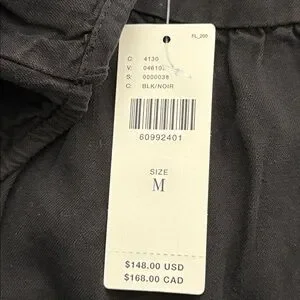 FL_200
D: 4130
V: 04610
S: 0000038
C: BLK/NOIR
60992401
SIZE
M
$148.00 USD
$168.00 CAD